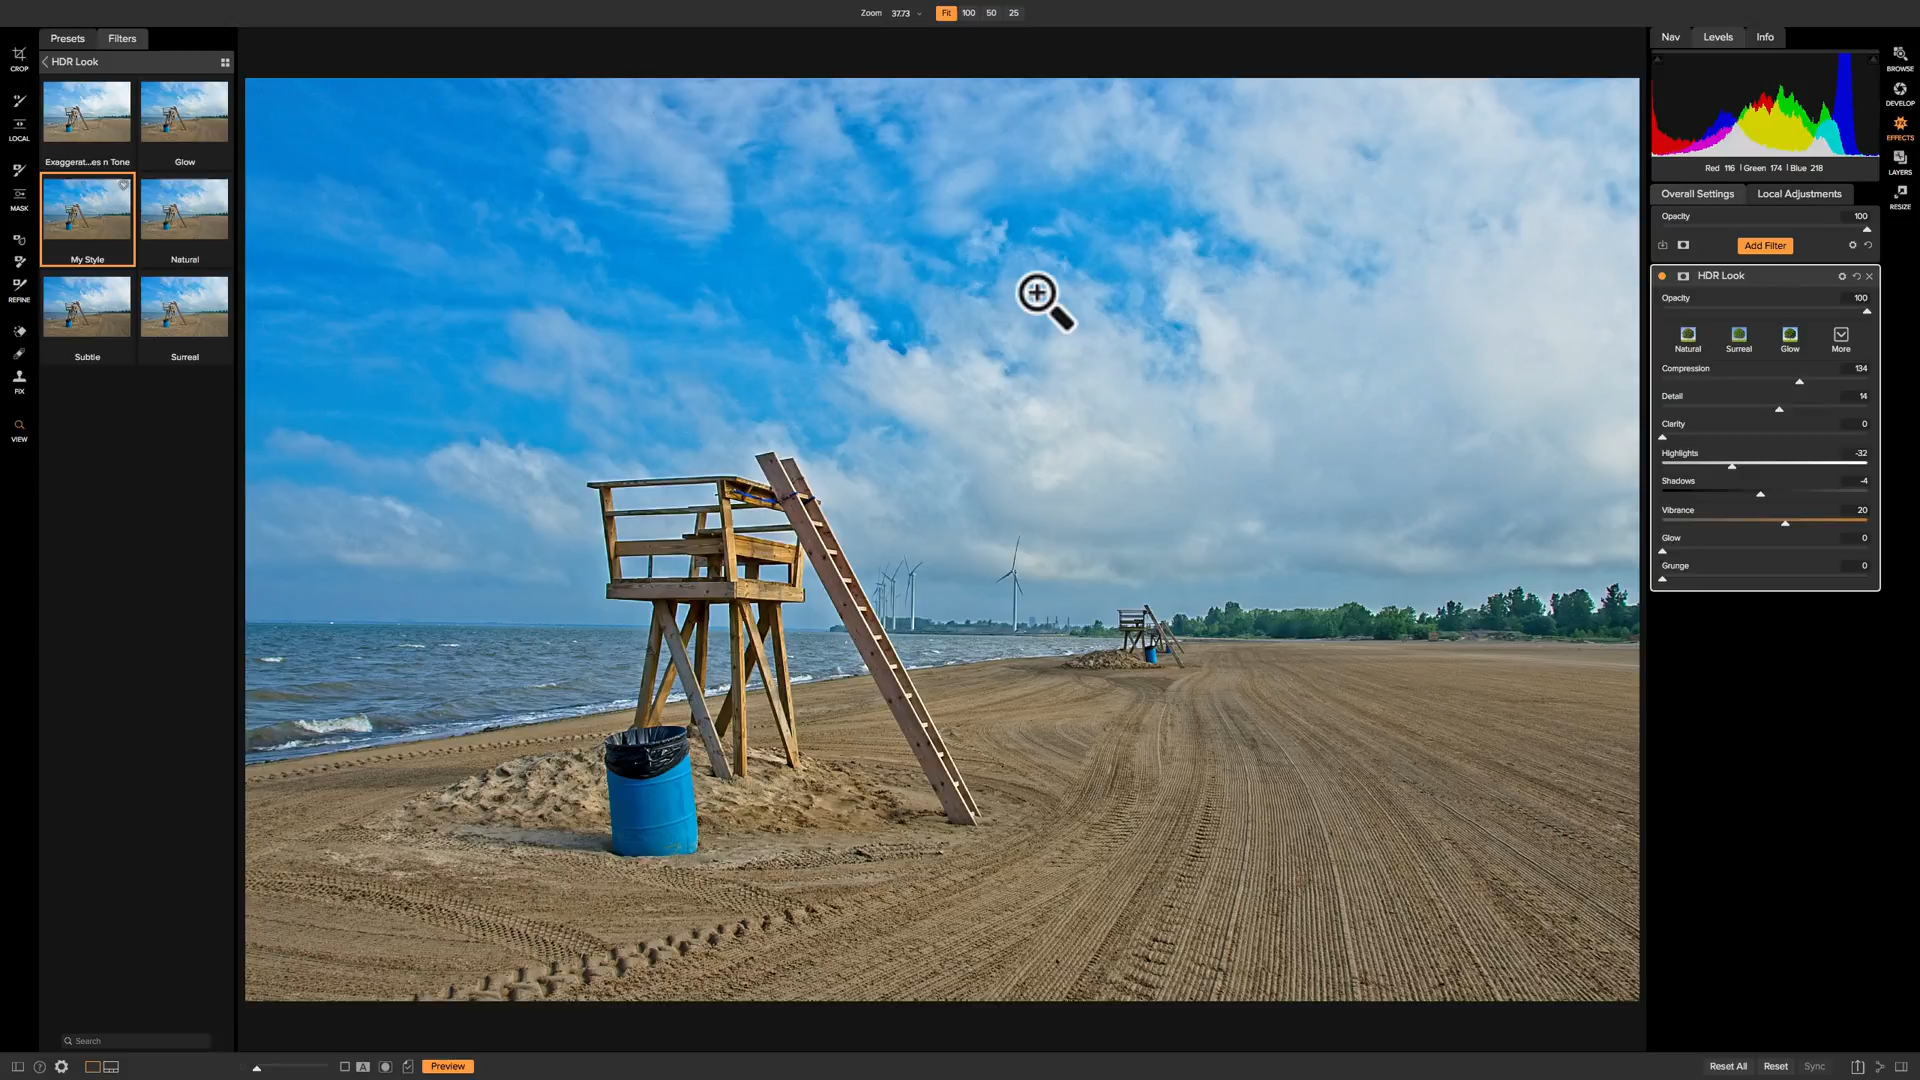 Zoom 37.73 Fit 100 50 25
Presets Filters
HDR Look
Exaggerat...es n Tone Glow
My Style Natural
Subtle Surreal
Search
CROP
LOCAL
MASK
REFINE
FIX
VIEW
Nav Levels Info
Red 116 | Green 174 | Blue 218
Overall Settings Local Adjustments
Opacity 100
Add Filter
HDR Look
Opacity 100
Natural Surreal Glow More
Compression 134
Detail 14
Clarity 0
Highlights -32
Shadows -4
Vibrance 20
Glow 0
Grunge 0
BROWSE
DEVELOP
EFFECTS
LAYERS
RESIZE
A Preview
Reset All Reset Sync